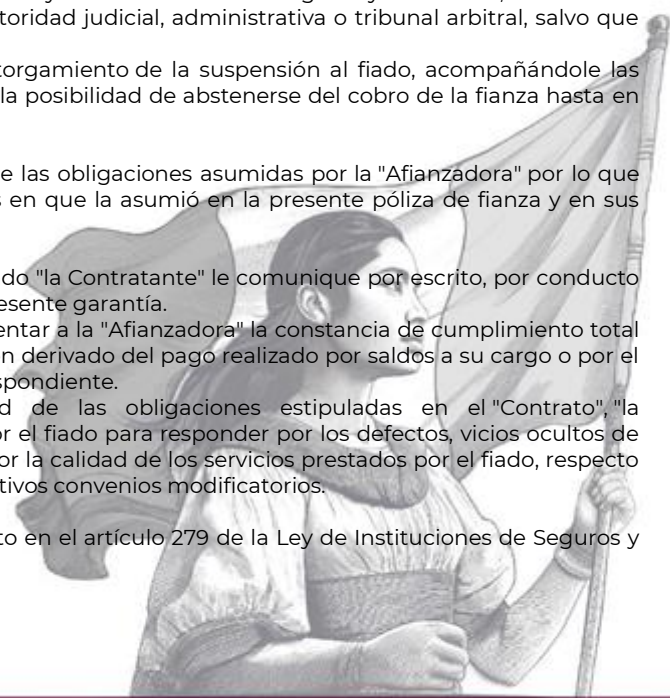 toridad judicial, administrativa o tribunal arbitral, salvo que
torgamiento de la suspensión al fiado, acompañándole las
la posibilidad de abstenerse del cobro de la fianza hasta en
e las obligaciones asumidas por la "Afianzadora" por lo que
s en que la asumió en la presente póliza de fianza y en sus
do "la Contratante" le comunique por escrito, por conducto
esente garantía.
entar a la "Afianzadora" la constancia de cumplimiento total
n derivado del pago realizado por saldos a su cargo o por el
spondiente.
d de las obligaciones estipuladas en el "Contrato", "la
or el fiado para responder por los defectos, vicios ocultos de
or la calidad de los servicios prestados por el fiado, respecto
tivos convenios modificatorios.
to en el artículo 279 de la Ley de Instituciones de Seguros y